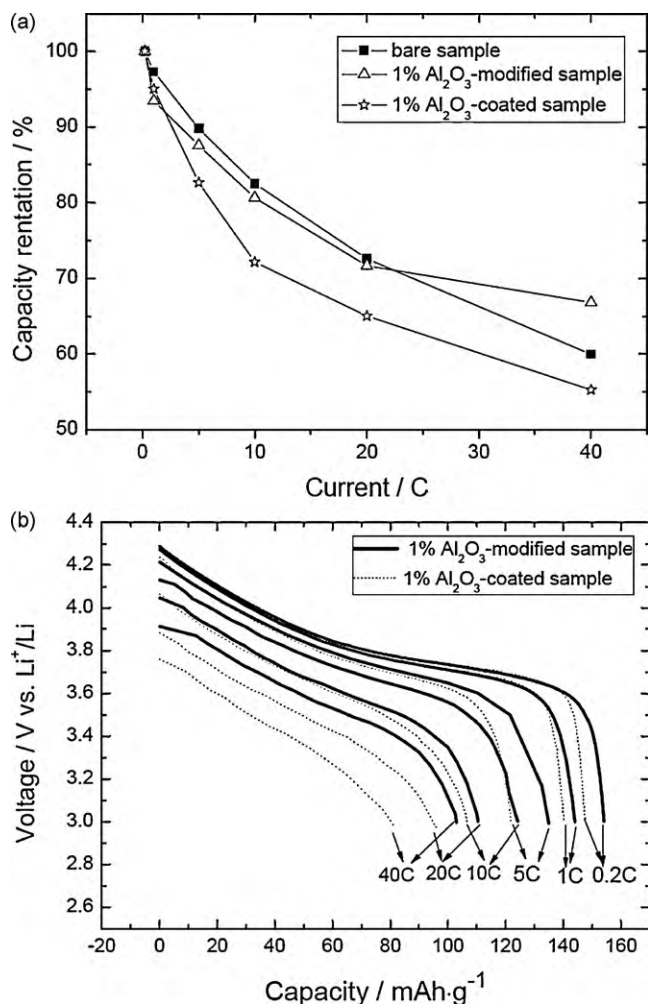 (a)
100
90
80
70
60
50
Capacity rentation / %
bare sample
1% Al₂O₃-modified sample
1% Al₂O₃-coated sample
0
10
20
30
40
Current / C
(b)
4.4
4.2
4.0
3.8
3.6
3.4
3.2
3.0
2.8
2.6
Voltage / V vs. Li⁺/Li
1% Al₂O₃-modified sample
1% Al₂O₃-coated sample
40C 20C 10C 5C 1C 0.2C
-20 0 20 40 60 80 100 120 140 160
Capacity / mAh·g⁻¹